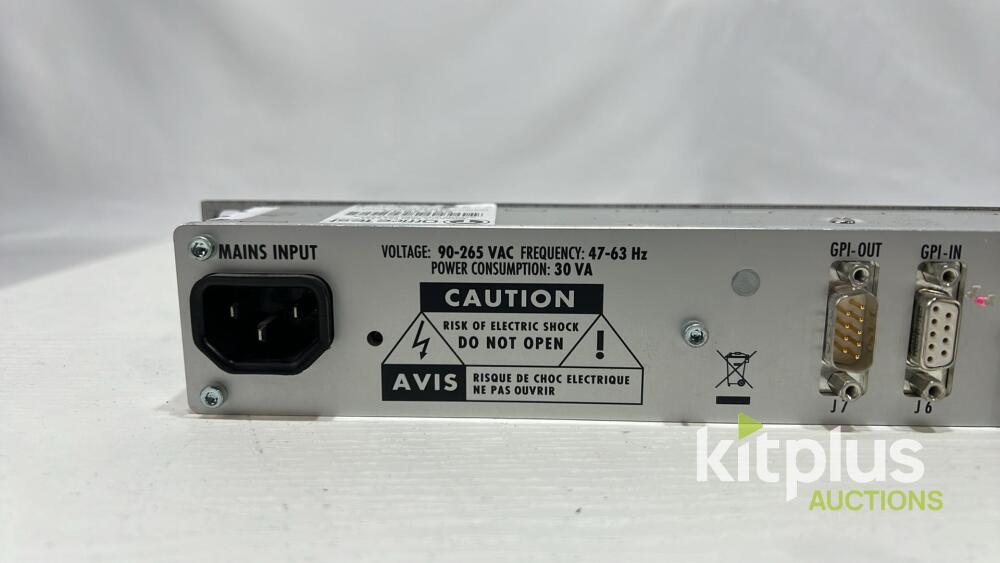 MAINS INPUT
VOLTAGE: 90-265 VAC FREQUENCY: 47-63 Hz
POWER CONSUMPTION: 30 VA
CAUTION
RISK OF ELECTRIC SHOCK
DO NOT OPEN
AVIS
RISQUE DE CHOC ELECTRIQUE
NE PAS OUVRIR
GPI-OUT
GPI-IN
J7
J6
kitplus
AUCTIONS